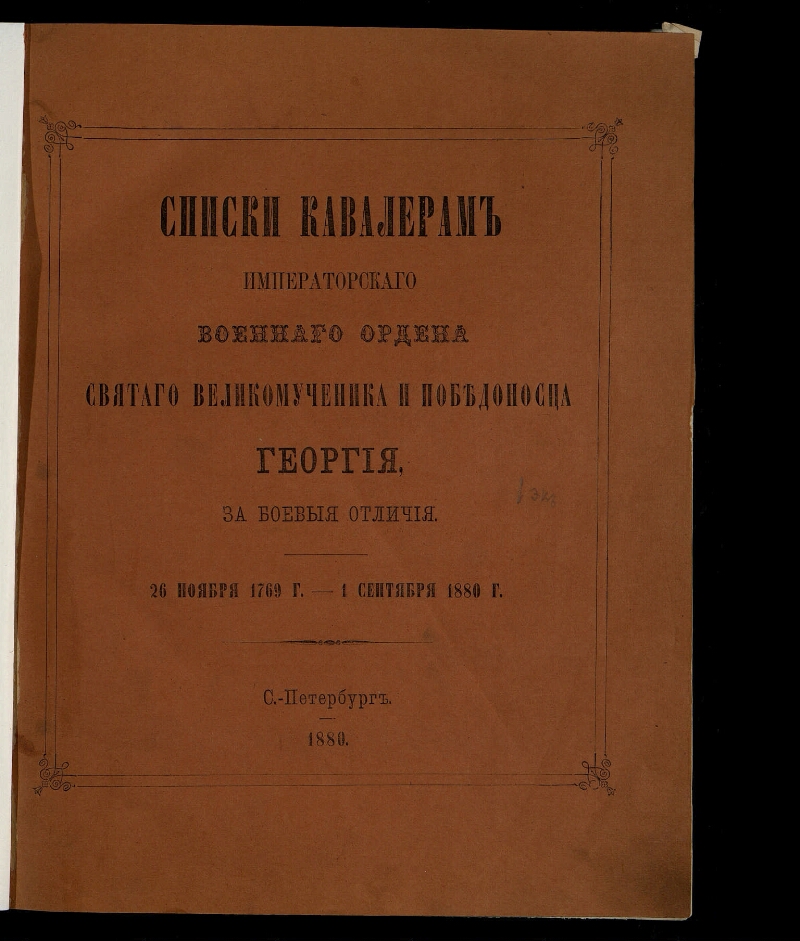 СПИСКИ КАВАЛЕРАМЪ
ИМПЕРАТОРСКАГО
ВОЕННАГО ОРДЕНА
СВЯТАГО ВЕЛИКОМУЧЕНИКА И ПОБѢДОНОСЦА
ГЕОРГІЯ,
ЗА БОЕВЫЯ ОТЛИЧІЯ.
26 НОЯБРЯ 1769 Г. — 1 СЕНТЯБРЯ 1880 Г.
С.-Петербургъ.
1880.